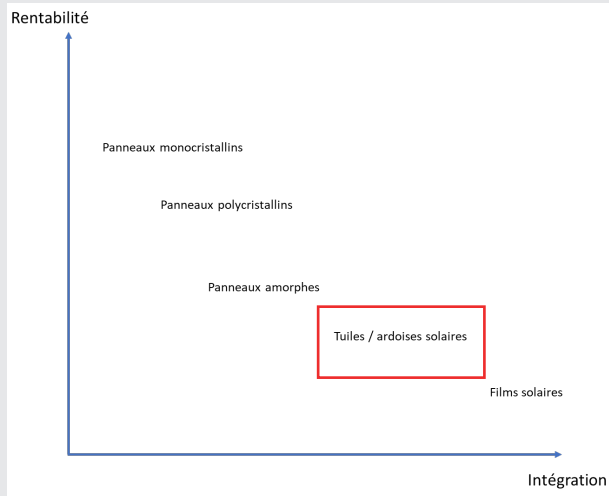 Rentabilité
Panneaux monocristallins
Panneaux polycristallins
Panneaux amorphes
Tuiles / ardoises solaires
Films solaires
Intégration